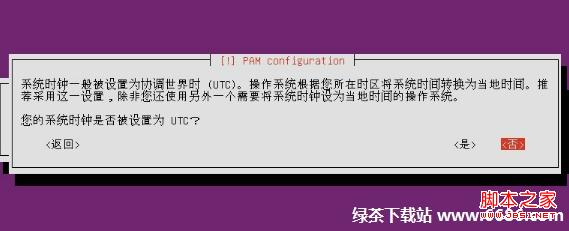 [!] PAM configuration
系统时钟一般被设置为协调世界时 (UTC)。操作系统根据您所在时区将系统时间转换为当地时间。推
荐采用这一设置，除非您还使用另外一个需要将系统时钟设为当地时间的操作系统。
您的系统时钟是否被设置为 UTC？
<返回> <是> <否>
脚本之家
www.jb51.net
绿茶下载站